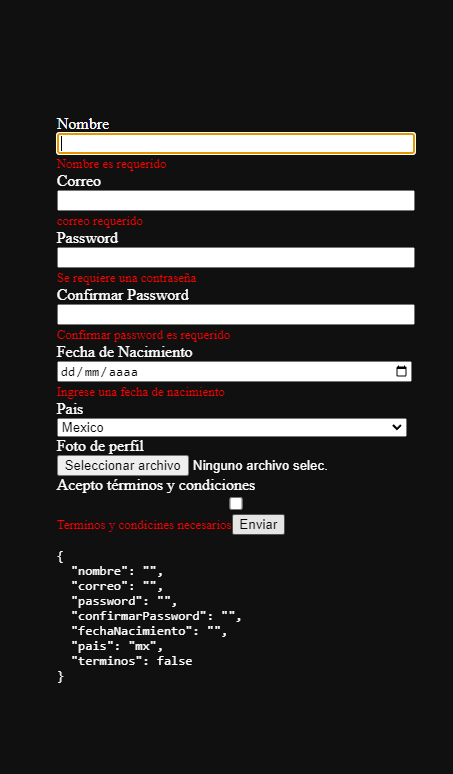 Nombre
Nombre es requerido
Correo
correo requerido
Password
Se requiere una contraseña
Confirmar Password
Confirmar password es requerido
Fecha de Nacimiento
dd/mm/aaaa
Ingrese una fecha de nacimiento
Pais
Mexico
Foto de perfil
Seleccionar archivo Ninguno archivo selec.
Acepto términos y condiciones
Terminos y condicines necesarios Enviar
{
"nombre": "",
"correo": "",
"password": "",
"confirmarPassword": "",
"fechaNacimiento": "",
"pais": "mx",
"terminos": false
}